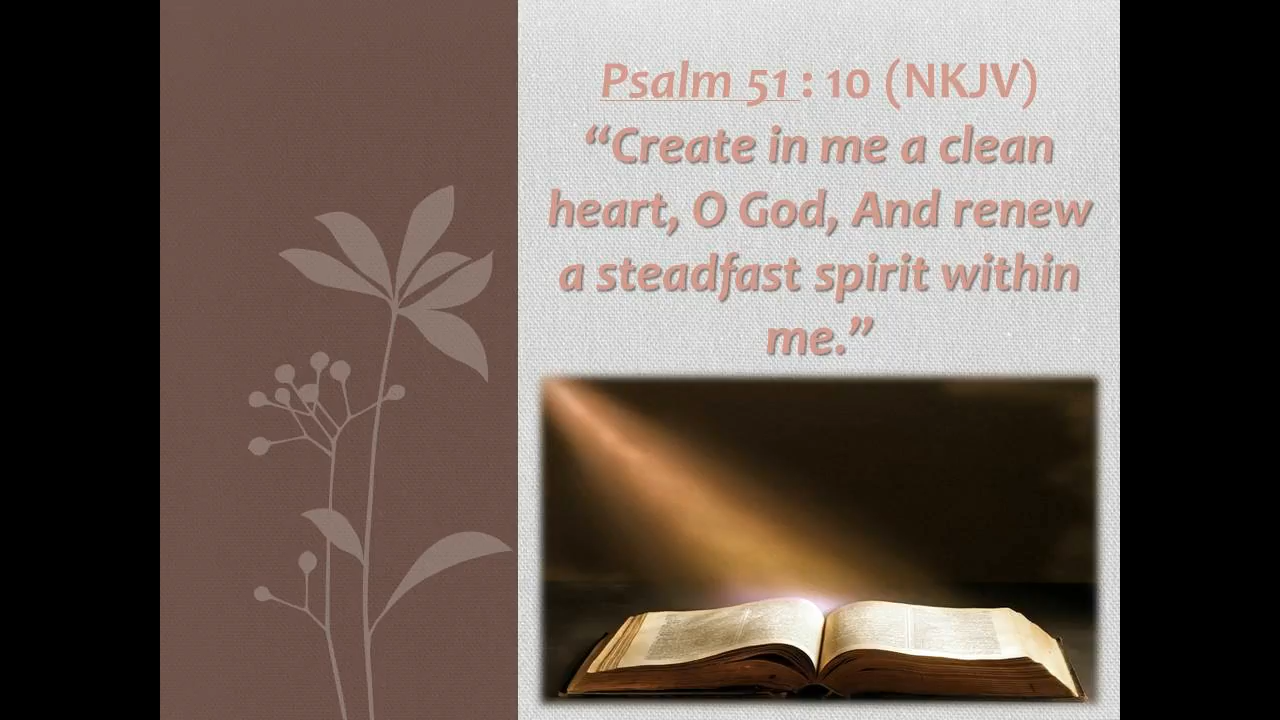 Psalm 51 : 10 (NKJV)
“Create in me a clean
heart, O God, And renew
a steadfast spirit within
me.”